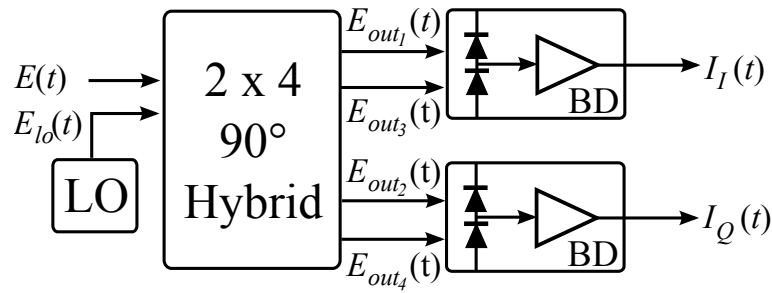 E(t)
E_lo(t)
LO
2 x 4
90°
Hybrid
E_out1(t)
E_out3(t)
E_out2(t)
E_out4(t)
BD
I_I(t)
BD
I_Q(t)